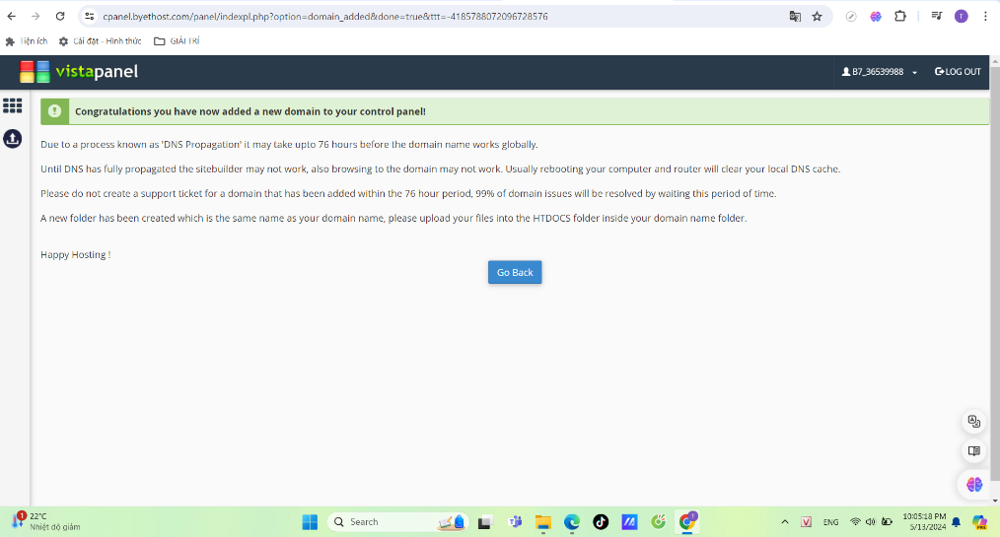 cpanel.byethost.com/panel/indexpl.php?option=domain_added&done=true&ttt=-4185788072096728576
T
Tiện ích
Cài đặt - Hình thức
GIẢI TRÍ
vistapanel
B7_36539988
LOG OUT
Congratulations you have now added a new domain to your control panel!
Due to a process known as 'DNS Propagation' it may take upto 76 hours before the domain name works globally.
Until DNS has fully propagated the sitebuilder may not work, also browsing to the domain may not work. Usually rebooting your computer and router will clear your local DNS cache.
Please do not create a support ticket for a domain that has been added within the 76 hour period, 99% of domain issues will be resolved by waiting this period of time.
A new folder has been created which is the same name as your domain name, please upload your files into the HTDOCS folder inside your domain name folder.
Happy Hosting !
Go Back
1
22°C
Nhiệt độ giảm
Search
T
V
ENG
10:05:18 PM
5/13/2024
PRE